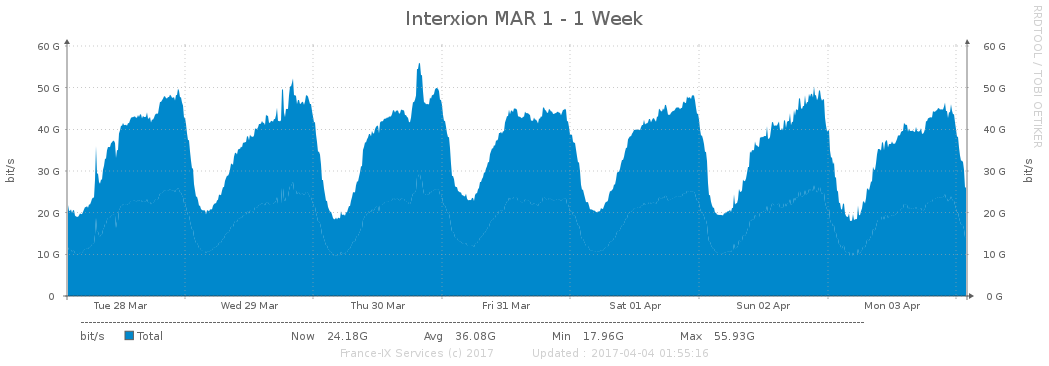 Interxion MAR 1 - 1 Week
RRDTOOL / TOBI OETIKER
bit/s
60 G 60 G
50 G 50 G
40 G 40 G
30 G 30 G
20 G 20 G
10 G 10 G
0 0 G
bit/s
Tue 28 Mar Wed 29 Mar Thu 30 Mar Fri 31 Mar Sat 01 Apr Sun 02 Apr Mon 03 Apr
bit/s Total Now 24.18G Avg 36.08G Min 17.96G Max 55.93G
France-IX Services (c) 2017 Updated : 2017-04-04 01:55:16